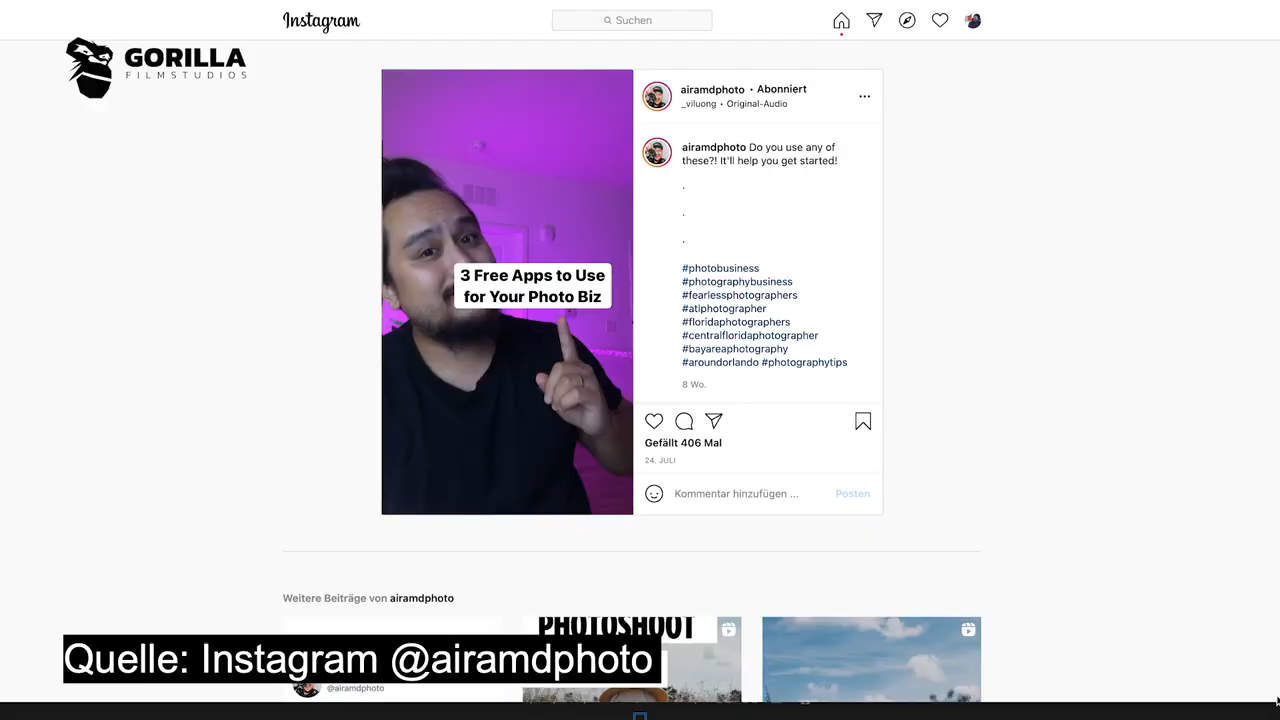 Instagram
Suchen
GORILLA
FILMSTUDIOS
airamdphoto • Abonniert
_viluong • Original-Audio
airamdphoto Do you use any of
these?! It'll help you get started!
.
.
.
3 Free Apps to Use
for Your Photo Biz
#photobusiness
#photographybusiness
#fearlessphotographers
#atlphotographer
#floridaphotographers
#centralfloridaphotographer
#bayareaphotography
#aroundorlando #photographytips
8 Wo.
Gefällt 406 Mal
24. JULI
Kommentar hinzufügen ...
Posten
Weitere Beiträge von airamdphoto
PHOTOSHOOT
Quelle: Instagram @airamdphoto
@airamdphoto